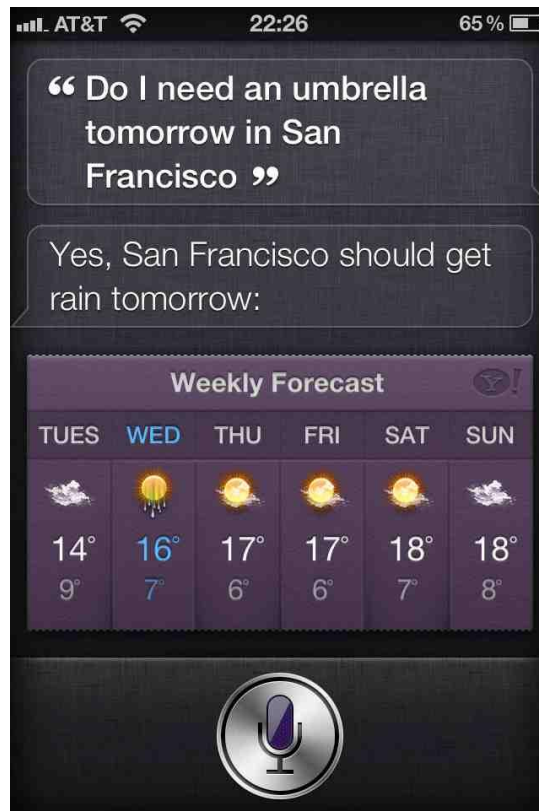 AT&T 22:26 65%
“ Do I need an umbrella
tomorrow in San
Francisco ”
Yes, San Francisco should get
rain tomorrow:
Weekly Forecast Y!
TUES WED THU FRI SAT SUN
14° 16° 17° 17° 18° 18°
9° 7° 6° 6° 7° 8°